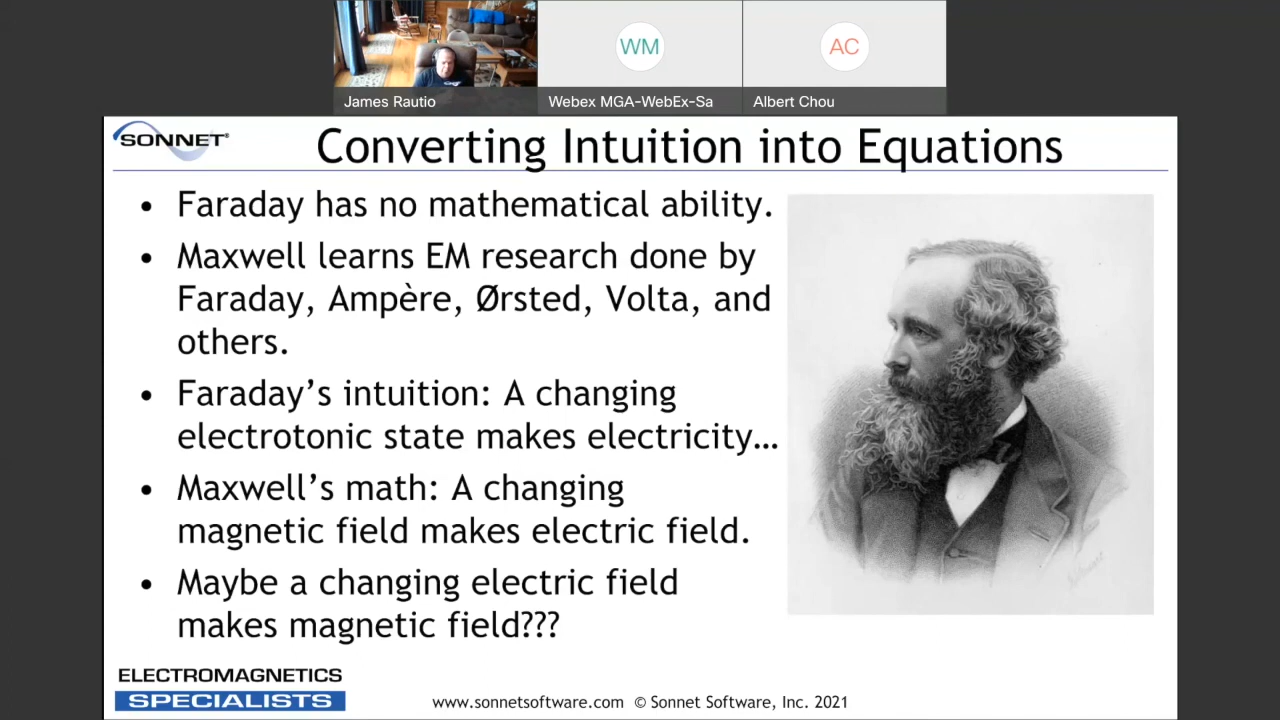 WM
AC
James Rautio
Webex MGA-WebEx-Sa
Albert Chou
SONNET®
Converting Intuition into Equations
• Faraday has no mathematical ability.
• Maxwell learns EM research done by
Faraday, Ampère, Ørsted, Volta, and
others.
• Faraday’s intuition: A changing
electrotonic state makes electricity…
• Maxwell’s math: A changing
magnetic field makes electric field.
• Maybe a changing electric field
makes magnetic field???
ELECTROMAGNETICS
SPECIALISTS
www.sonnetsoftware.com © Sonnet Software, Inc. 2021